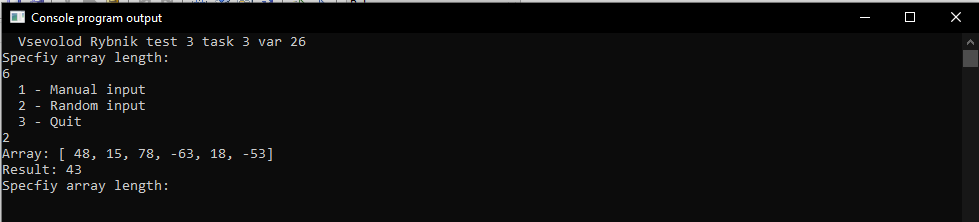 Console program output
Vsevolod Rybnik test 3 task 3 var 26
Specfiy array length:
6
1 - Manual input
2 - Random input
3 - Quit
2
Array: [ 48, 15, 78, -63, 18, -53]
Result: 43
Specfiy array length: